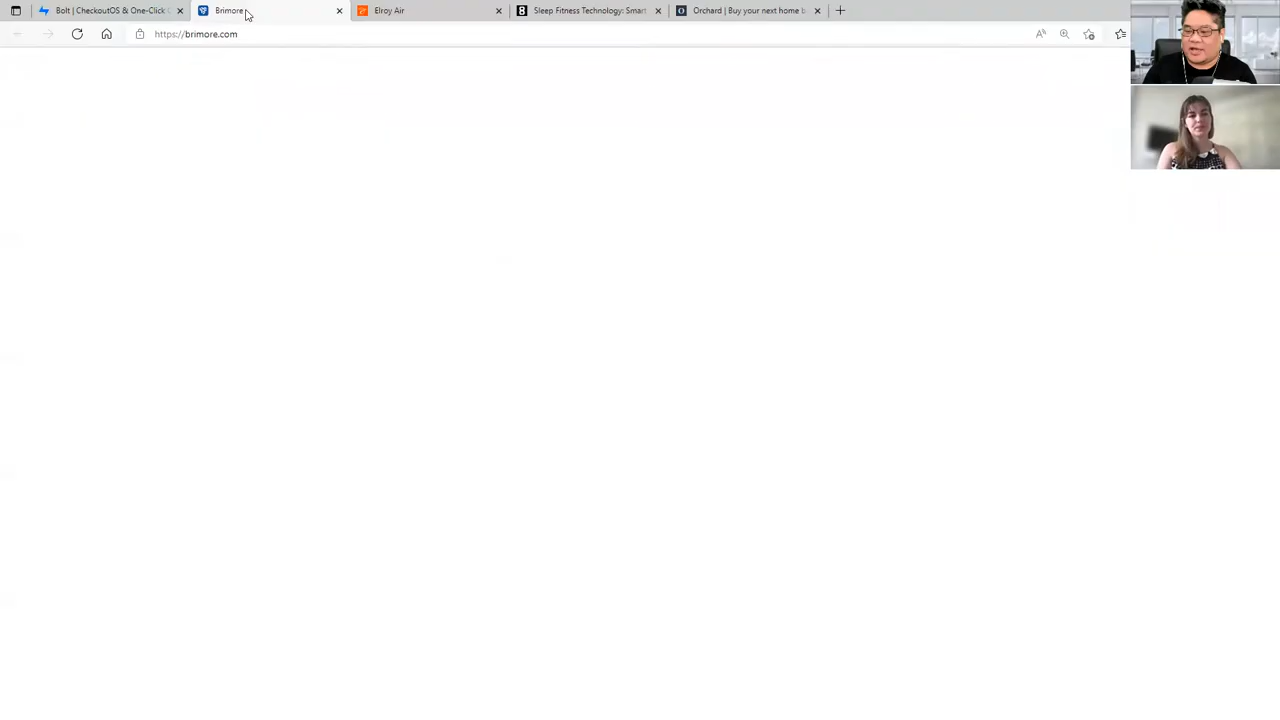 Bolt | CheckoutOS & One-Click
Brimore
Elroy Air
8 Sleep Fitness Technology: Smart
Orchard | Buy your next home b
https://brimore.com